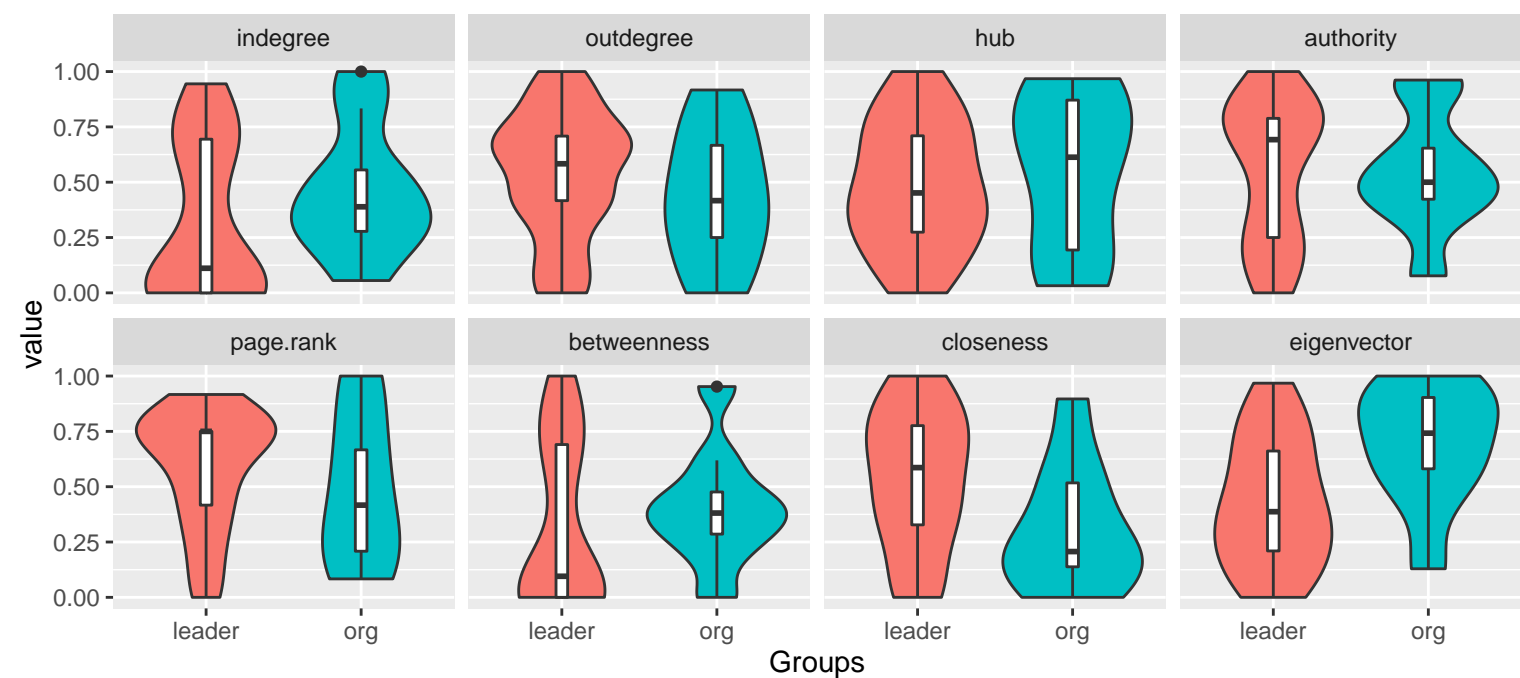 indegree outdegree hub authority
1.00
0.75
0.50
0.25
0.00
value
page.rank betweenness closeness eigenvector
1.00
0.75
0.50
0.25
0.00
leader org leader org leader org leader org
Groups